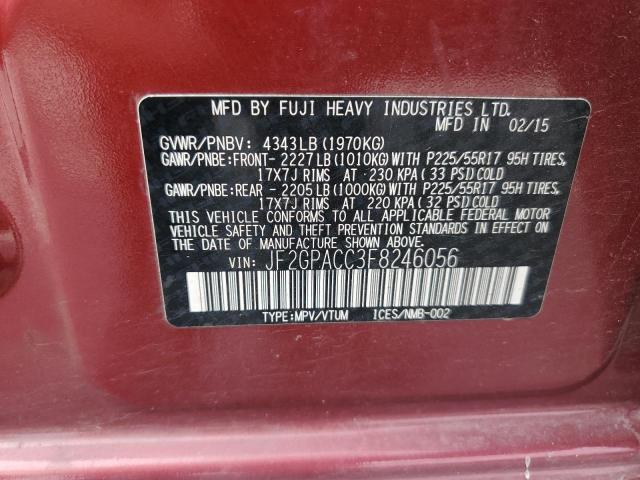 MFD BY FUJI HEAVY INDUSTRIES LTD.
MFD IN 02/15
GVWR/PNBV: 4343LB (1970KG)
GAWR/PNBE:FRONT- 2227LB (1010KG) WITH P225/55R17 95H TIRES,
17X7J RIMS AT 230 KPA (33 PSI) COLD
GAWR/PNBE:REAR - 2205LB (1000KG) WITH P225/55R17 95H TIRES,
17X7J RIMS AT 220 KPA (32 PSI) COLD
THIS VEHICLE CONFORMS TO ALL APPLICABLE FEDERAL MOTOR
VEHICLE SAFETY AND THEFT PREVENTION STANDARDS IN EFFECT ON
THE DATE OF MANUFACTURE SHOWN ABOVE.
VIN: JF2GPACC3F8246056
TYPE:MPV/VTUM ICES/NMB-002